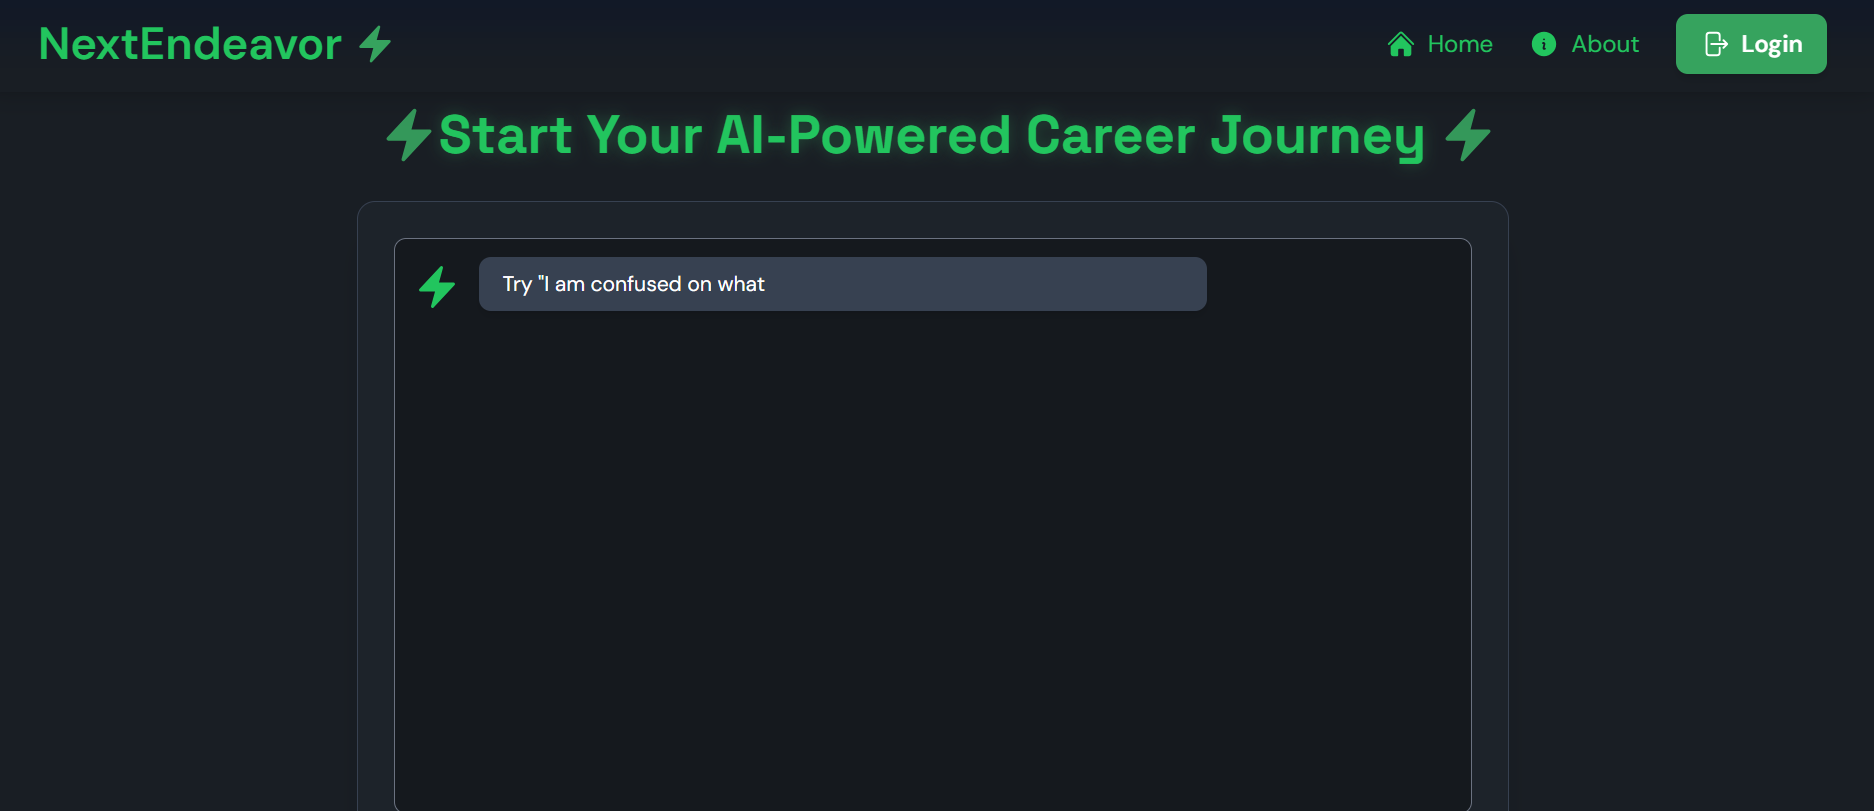 NextEndeavor
Home
About
Login
Start Your AI-Powered Career Journey
Try "I am confused on what